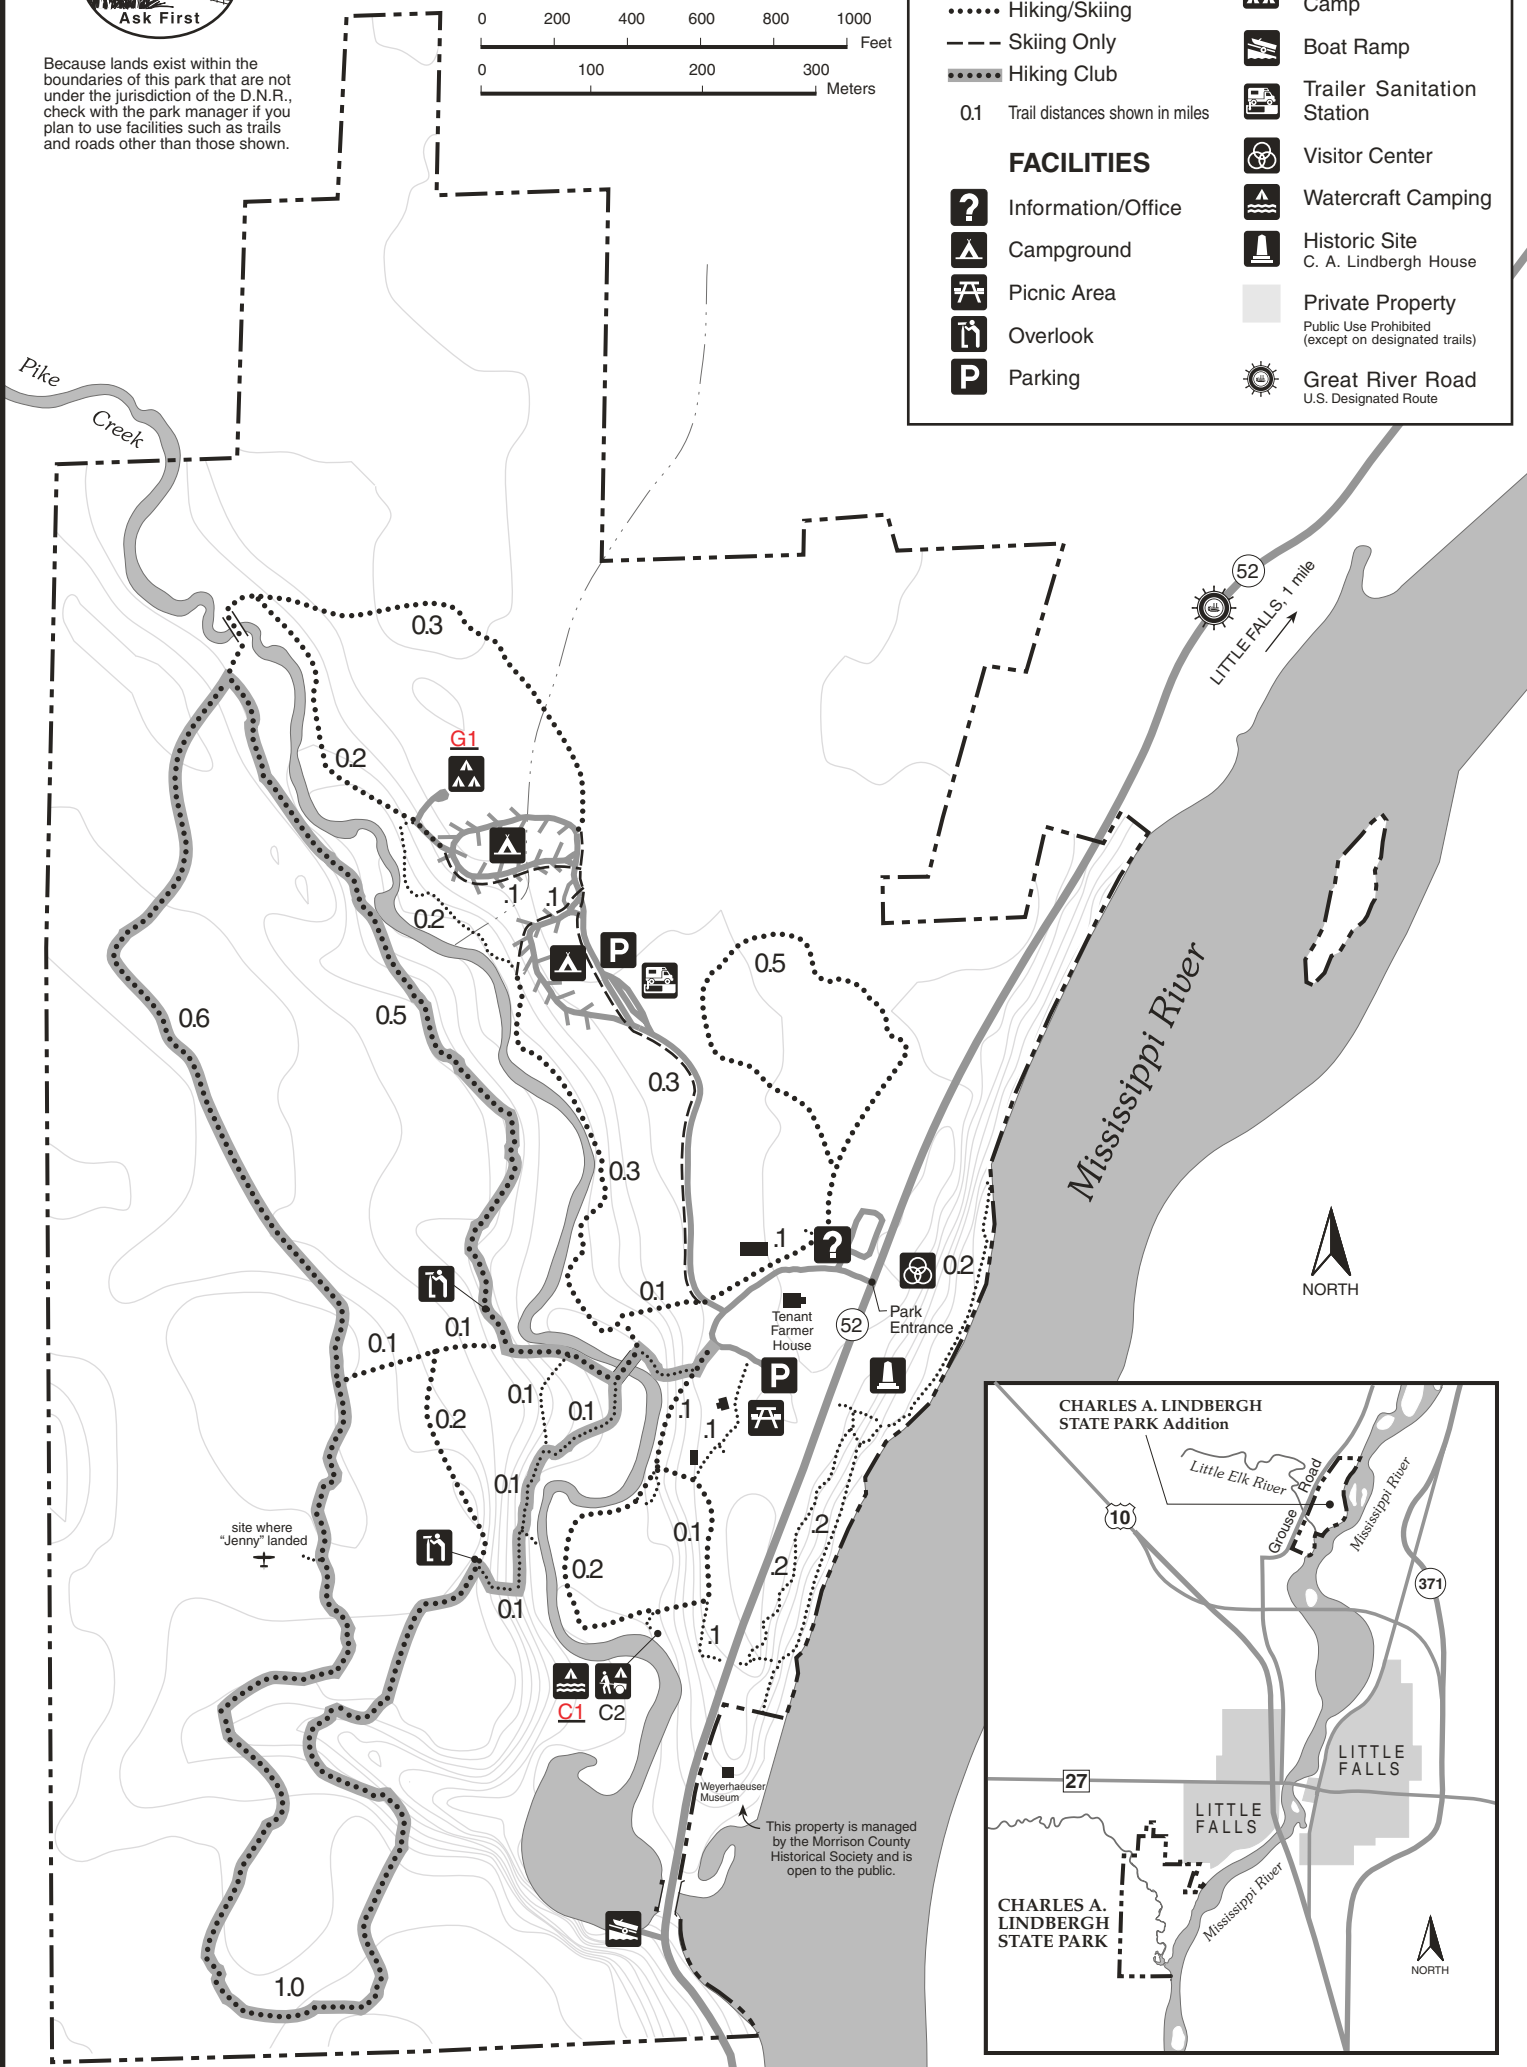 Ask First
Because lands exist within the
boundaries of this park that are not
under the jurisdiction of the D.N.R.,
check with the park manager if you
plan to use facilities such as trails
and roads other than those shown.
0 200 400 600 800 1000
Feet
0 100 200 300
Meters
Hiking/Skiing
Skiing Only
Hiking Club
0.1 Trail distances shown in miles
FACILITIES
? Information/Office
Campground
Picnic Area
Overlook
P Parking
Camp
Boat Ramp
Trailer Sanitation
Station
Visitor Center
Watercraft Camping
Historic Site
C. A. Lindbergh House
Private Property
Public Use Prohibited
(except on designated trails)
Great River Road
U.S. Designated Route
Pike
Creek
52
LITTLE FALLS, 1 mile
0.3
G1
0.2
.1
.1
0.2
P
0.5
0.6
0.5
Mississippi River
0.3
0.3
.1
?
0.2
0.1
NORTH
Tenant
Farmer
House
52
Park
Entrance
0.1
0.1
P
0.1
0.1
.1
.1
0.2
0.1
site where
“Jenny” landed
0.1
.2
0.2
.2
0.1
.1
C1 C2
Weyerhaeuser
Museum
This property is managed
by the Morrison County
Historical Society and is
open to the public.
1.0
CHARLES A. LINDBERGH
STATE PARK Addition
Little Elk River
Grouse Road
Mississippi River
10
371
LITTLE
FALLS
27
LITTLE
FALLS
CHARLES A.
LINDBERGH
STATE PARK
Mississippi River
NORTH